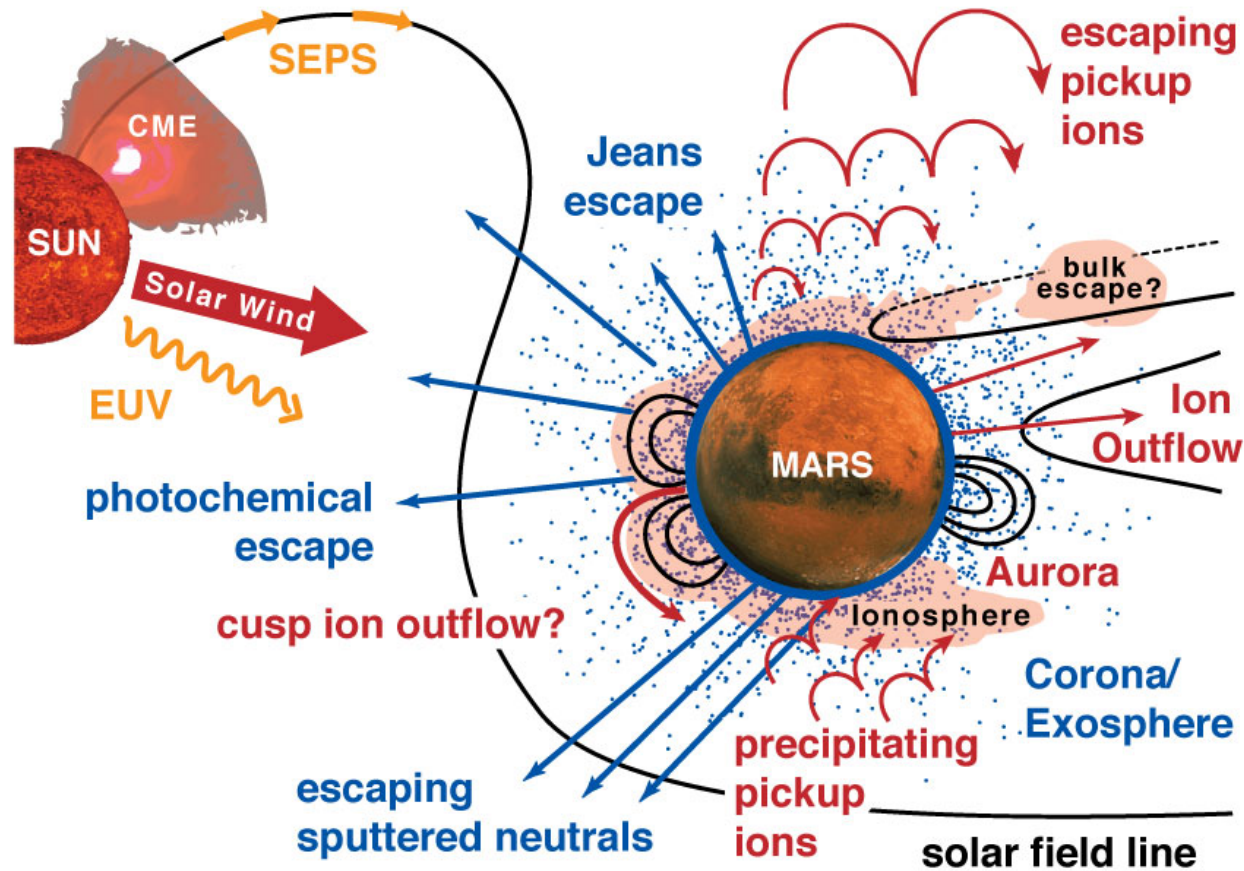 SEPS
CME
SUN
Solar Wind
EUV
Jeans
escape
escaping
pickup
ions
bulk
escape?
Ion
Outflow
MARS
photochemical
escape
cusp ion outflow?
Aurora
Ionosphere
Corona/
Exosphere
precipitating
pickup
ions
escaping
sputtered neutrals
solar field line